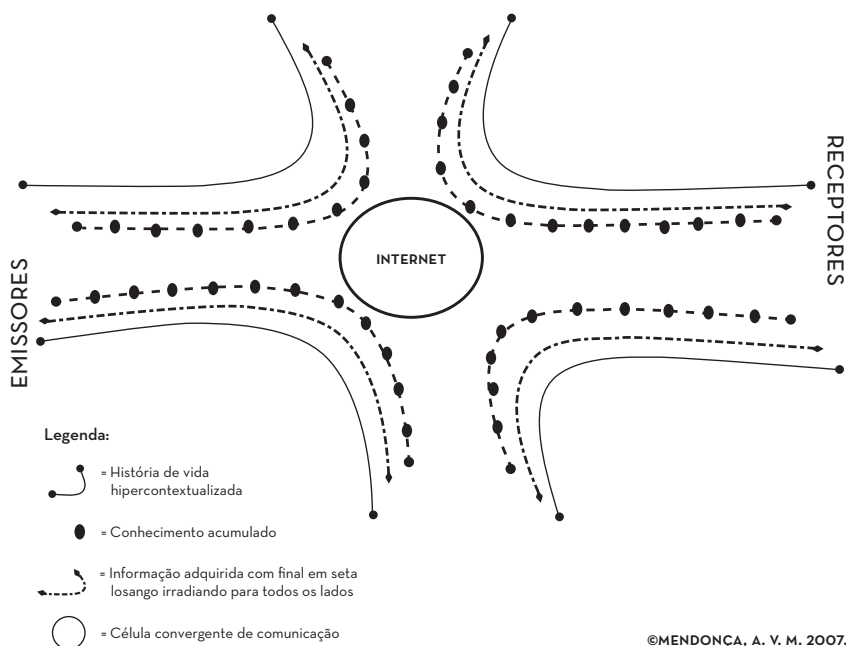 RECEPTORES
INTERNET
EMISSORES
Legenda:
= História de vida
hipercontextualizada
= Conhecimento acumulado
= Informação adquirida com final em seta
losango irradiando para todos os lados
= Célula convergente de comunicação
©MENDONÇA, A. V. M. 2007.